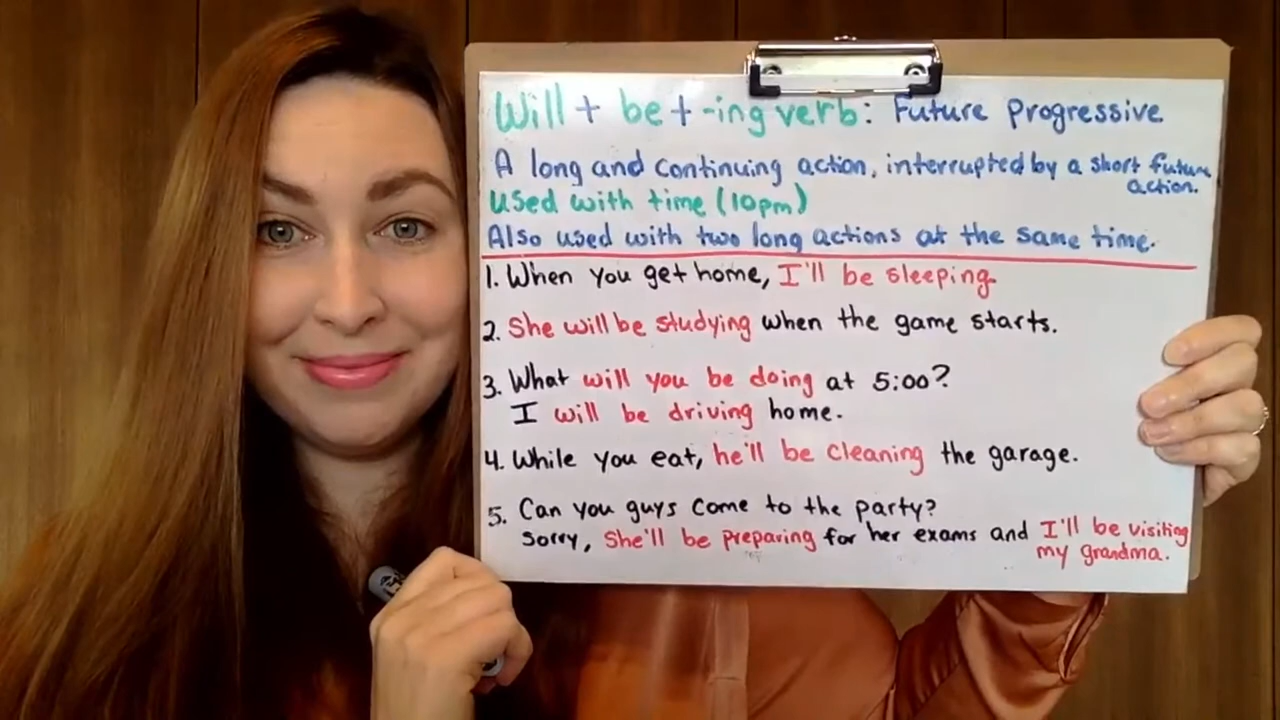 Will + be + -ing verb: Future Progressive
A long and continuing action, interrupted by a short future
action.
Used with time (10pm)
Also used with two long actions at the same time.
1. When you get home, I'll be sleeping.
2. She will be studying when the game starts.
3. What will you be doing at 5:00?
I will be driving home.
4. While you eat, he'll be cleaning the garage.
5. Can you guys come to the party?
Sorry, She'll be preparing for her exams and I'll be visiting
my grandma.